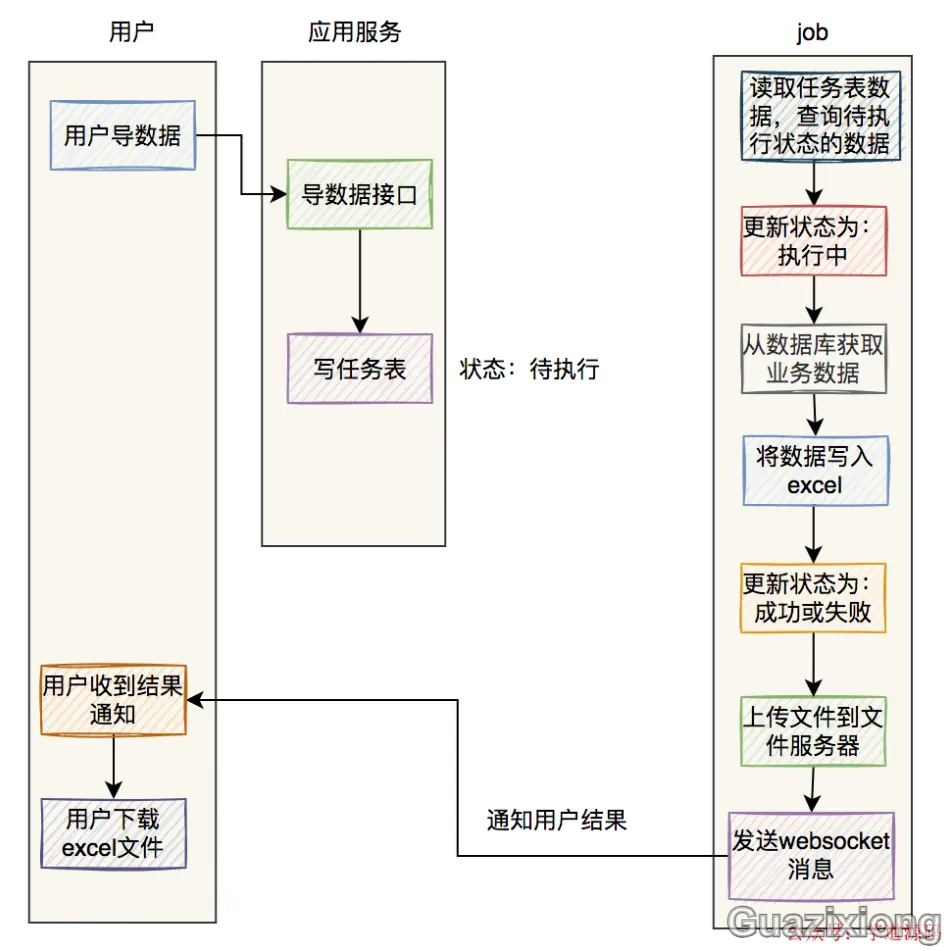 用户
应用服务
job
用户导数据
导数据接口
写任务表
状态：待执行
读取任务表数
据，查询待执
行状态的数据
更新状态为：
执行中
从数据库获取
业务数据
将数据写入
excel
更新状态为：
成功或失败
上传文件到文
件服务器
发送websocket
消息
通知用户结果
用户收到结果
通知
用户下载
excel文件
Guazixiong